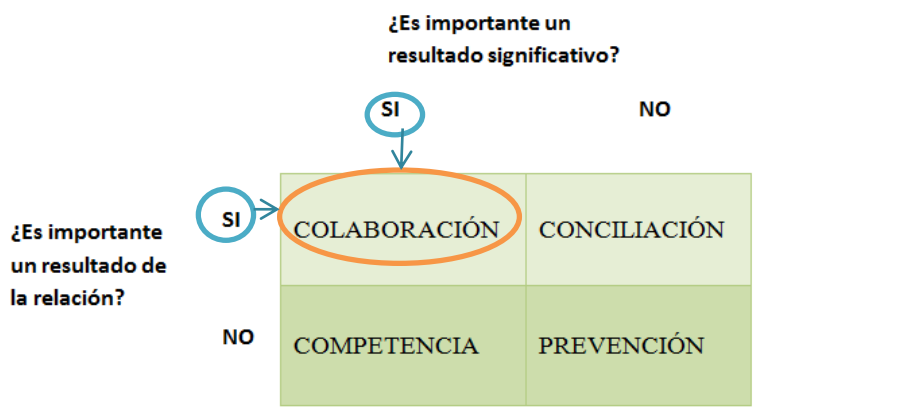 ¿Es importante un
resultado significativo?
SI
NO
¿Es importante
un resultado de
la relación?
SI
COLABORACIÓN
CONCILIACIÓN
NO
COMPETENCIA
PREVENCIÓN